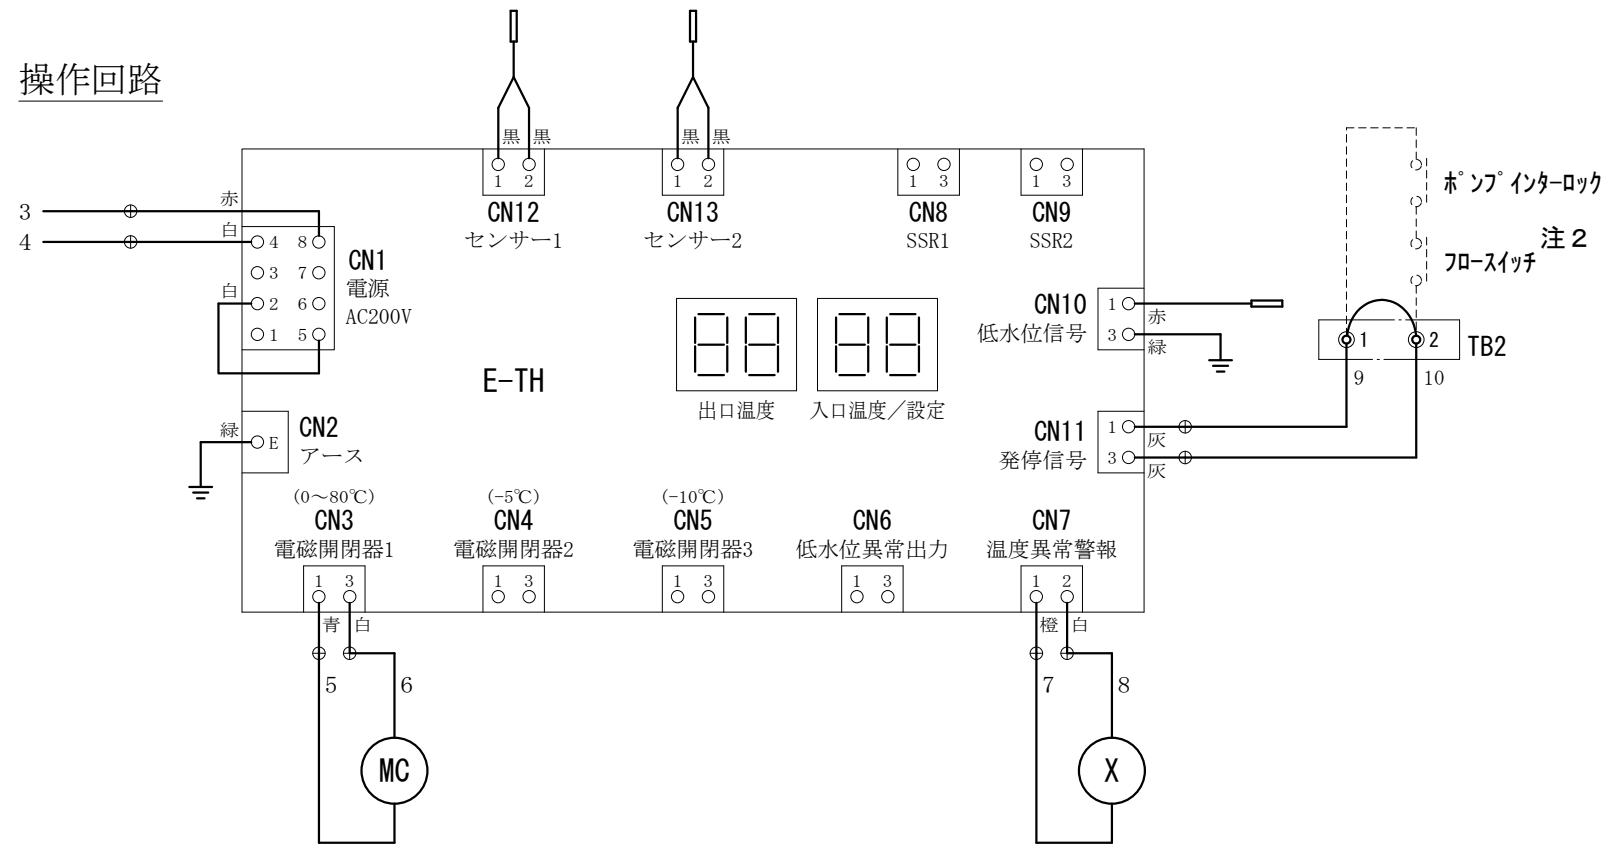 操作回路
黒 黒
1 2
CN12
センサー1
黒 黒
1 2
CN13
センサー2
1 3
CN8
SSR1
1 3
CN9
SSR2
3
赤
4
白
4 8
3 7
白
2 6
1 5
CN1
電源
AC200V
緑
E
CN2
アース
E-TH
88
出口温度
88
入口温度/設定
CN10
低水位信号
1
赤
3
緑
CN11
発停信号
1
灰
3
灰
ポンプインターロック
フロースイッチ
注2
1 2
TB2
9 10
(0~80℃)
CN3
電磁開閉器1
1 3
青 白
5 6
MC
(-5℃)
CN4
電磁開閉器2
1 3
(-10℃)
CN5
電磁開閉器3
1 3
CN6
低水位異常出力
1 3
CN7
温度異常警報
1 2
橙 白
7 8
X